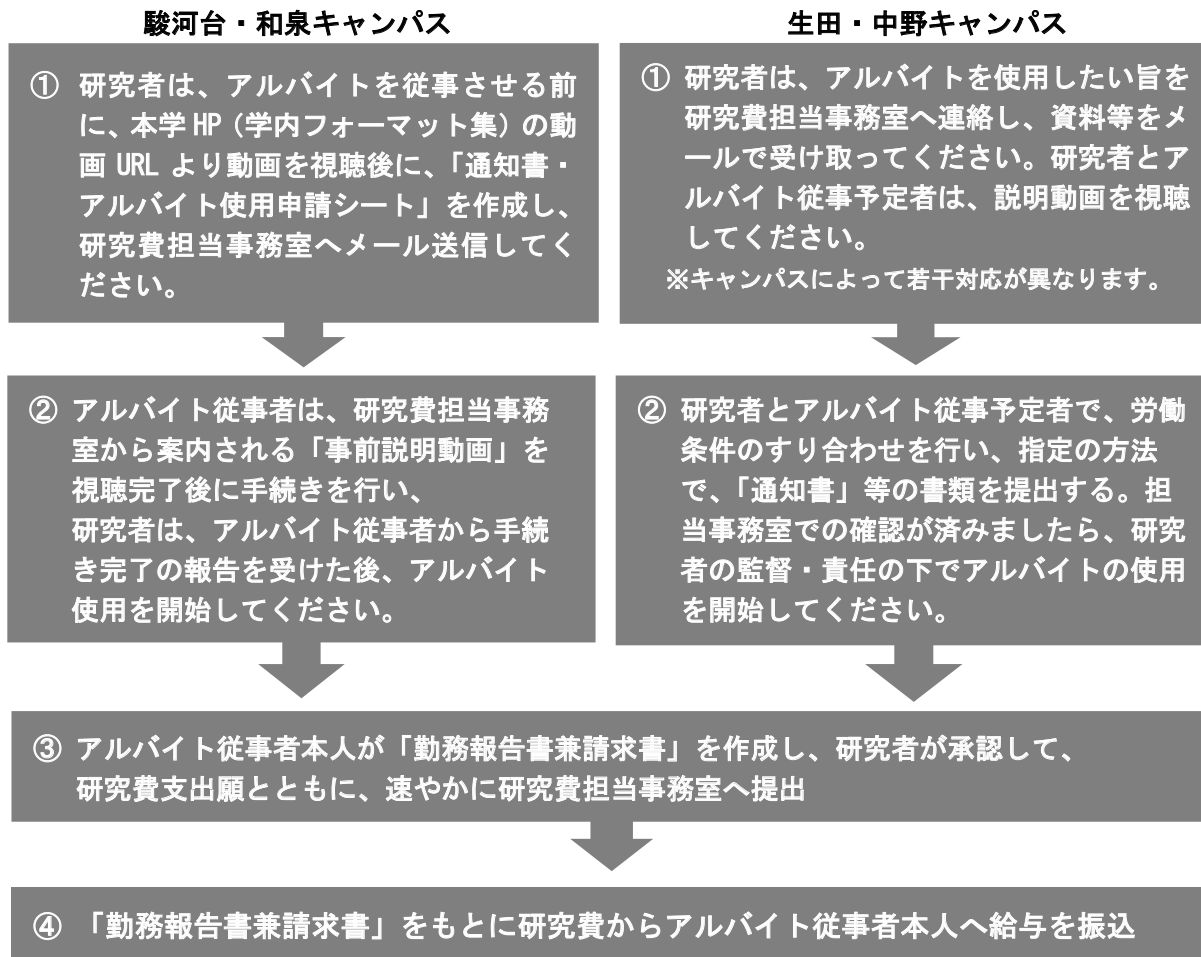 駿河台・和泉キャンパス
① 研究者は、アルバイトを従事させる前
に、本学 HP（学内フォーマット集）の動
画 URL より動画を視聴後に、「通知書・
アルバイト使用申請シート」を作成し、
研究費担当事務室へメール送信してく
ださい。
② アルバイト従事者は、研究費担当事務
室から案内される「事前説明動画」を
視聴完了後に手続きを行い、
研究者は、アルバイト従事者から手続
き完了の報告を受けた後、アルバイト
使用を開始してください。
生田・中野キャンパス
① 研究者は、アルバイトを使用したい旨を
研究費担当事務室へ連絡し、資料等をメ
ールで受け取ってください。研究者とア
ルバイト従事予定者は、説明動画を視聴
してください。
※キャンパスによって若干対応が異なります。
② 研究者とアルバイト従事予定者で、労働
条件のすり合わせを行い、指定の方法
で、「通知書」等の書類を提出する。担
当事務室での確認が済みましたら、研究
者の監督・責任の下でアルバイトの使用
を開始してください。
③ アルバイト従事者本人が「勤務報告書兼請求書」を作成し、研究者が承認して、
研究費支出願とともに、速やかに研究費担当事務室へ提出
④ 「勤務報告書兼請求書」をもとに研究費からアルバイト従事者本人へ給与を振込